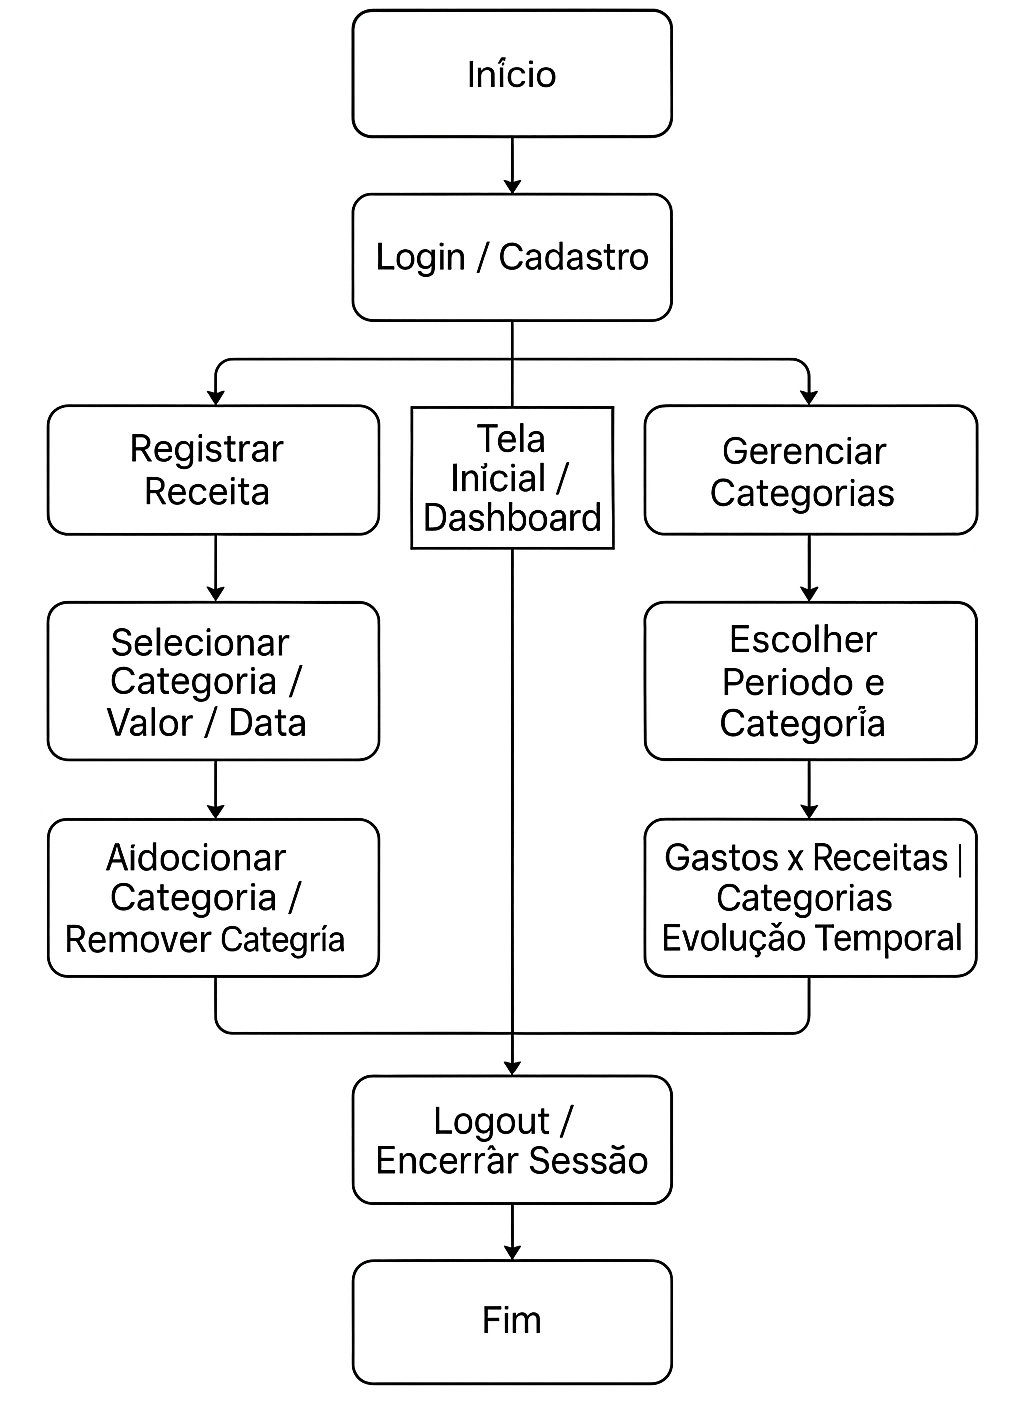 Início
Login / Cadastro
Registrar
Receita
Tela
Inicial /
Dashboard
Gerenciar
Categorias
Selecionar
Categoria /
Valor / Data
Escolher
Periodo e
Categoria
Aidocionar
Categoria /
Remover Categría
Gastos x Receitas |
Categorias
Evolução Temporal
Logout /
Encerrâr Sessão
Fim